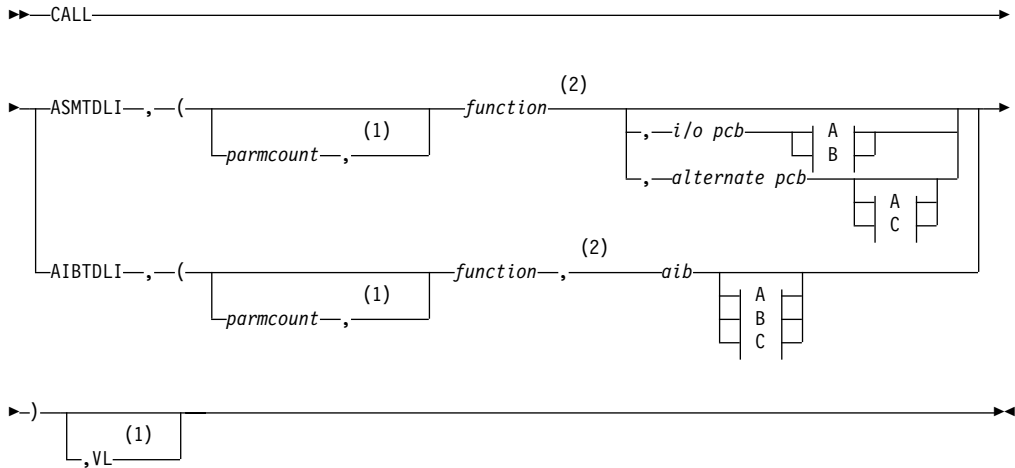 CALL
(2)
ASMTDLI , ( function
(1)
parmcount ,
, i/o pcb A
B
, alternate pcb
A
C
(2)
AIBTDLI , ( function , aib
(1)
parmcount ,
A
B
C
)
(1)
,VL